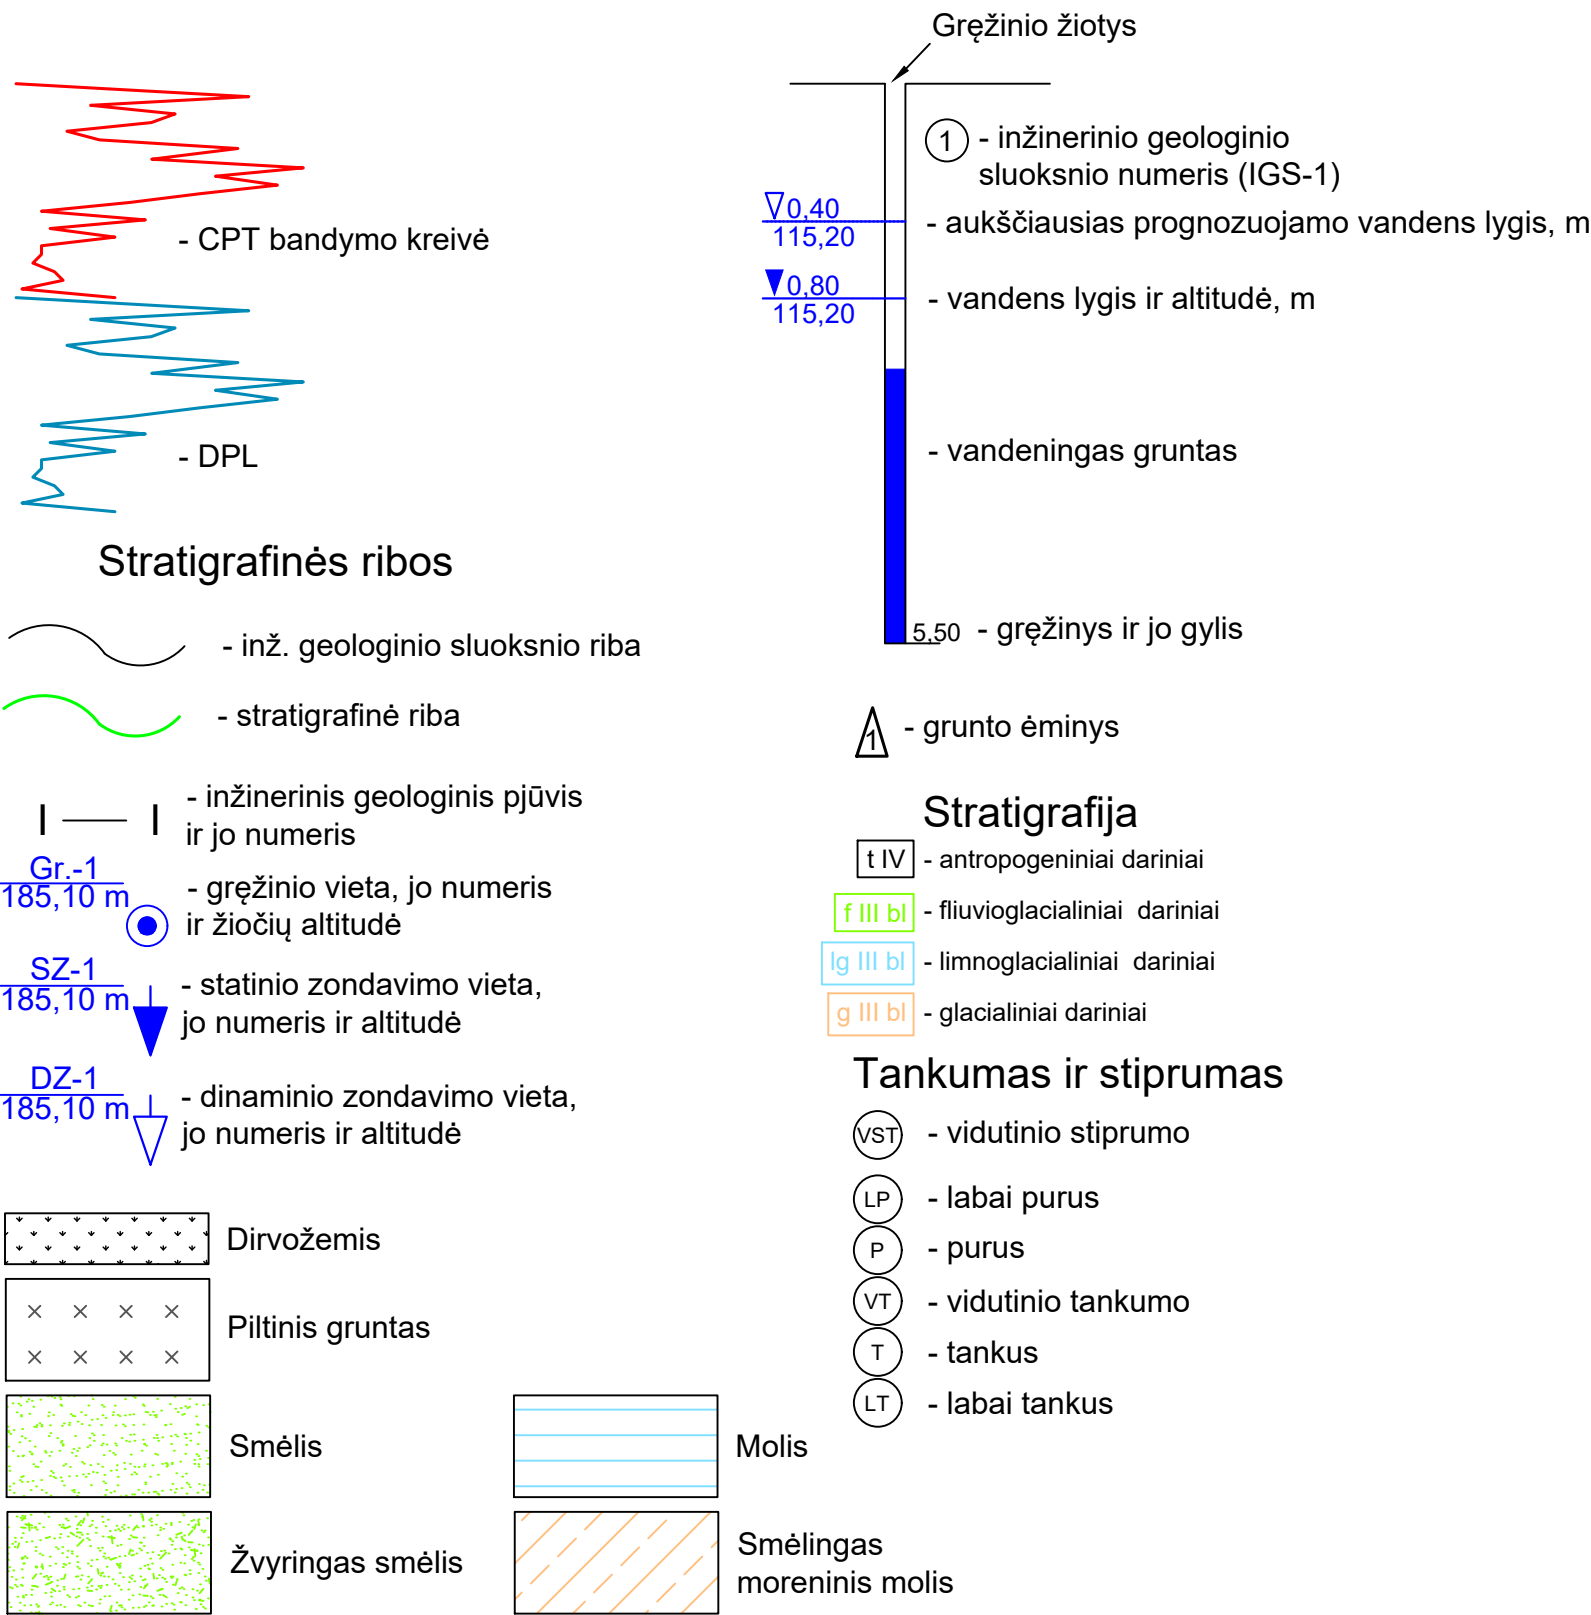 Gręžinio žiotys
1
- inžinerinio geologinio
sluoksnio numeris (IGS-1)
0,40
115,20
- aukščiausias prognozuojamo vandens lygis, m
- CPT bandymo kreivė
0,80
115,20
- vandens lygis ir altitudė, m
- DPL
- vandeningas gruntas
5,50
- gręžinys ir jo gylis
1
- grunto ėminys
Stratigrafinės ribos
- inž. geologinio sluoksnio riba
- stratigrafinė riba
I — I
- inžinerinis geologinis pjūvis
ir jo numeris
Gr.-1
185,10 m
- gręžinio vieta, jo numeris
ir žiočių altitudė
SZ-1
185,10 m
- statinio zondavimo vieta,
jo numeris ir altitudė
DZ-1
185,10 m
- dinaminio zondavimo vieta,
jo numeris ir altitudė
Stratigrafija
t IV - antropogeniniai dariniai
f III bl - fliuvioglacialiniai dariniai
lg III bl - limnoglacialiniai dariniai
g III bl - glacialiniai dariniai
Tankumas ir stiprumas
VST - vidutinio stiprumo
LP - labai purus
P - purus
VT - vidutinio tankumo
T - tankus
LT - labai tankus
Dirvožemis
Piltinis gruntas
Smėlis
Molis
Žvyringas smėlis
Smėlingas
moreninis molis